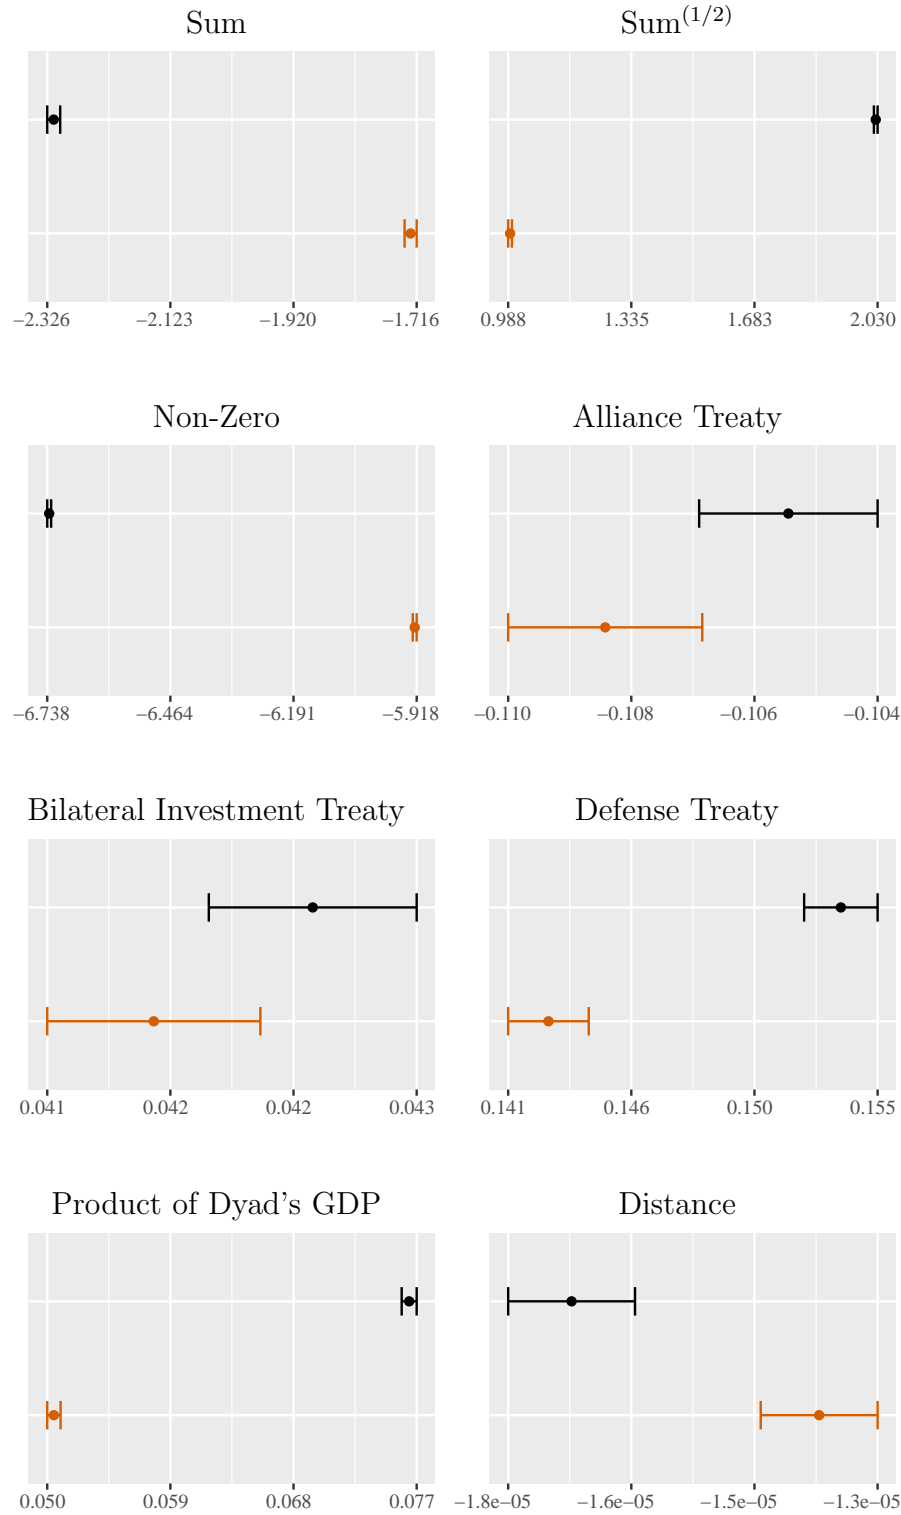 Sum
−2.326 −2.123 −1.920 −1.716
Sum^(1/2)
0.988 1.335 1.683 2.030
Non-Zero
−6.738 −6.464 −6.191 −5.918
Alliance Treaty
−0.110 −0.108 −0.106 −0.104
Bilateral Investment Treaty
0.041 0.042 0.042 0.043
Defense Treaty
0.141 0.146 0.150 0.155
Product of Dyad's GDP
0.050 0.059 0.068 0.077
Distance
−1.8e−05 −1.6e−05 −1.5e−05 −1.3e−05